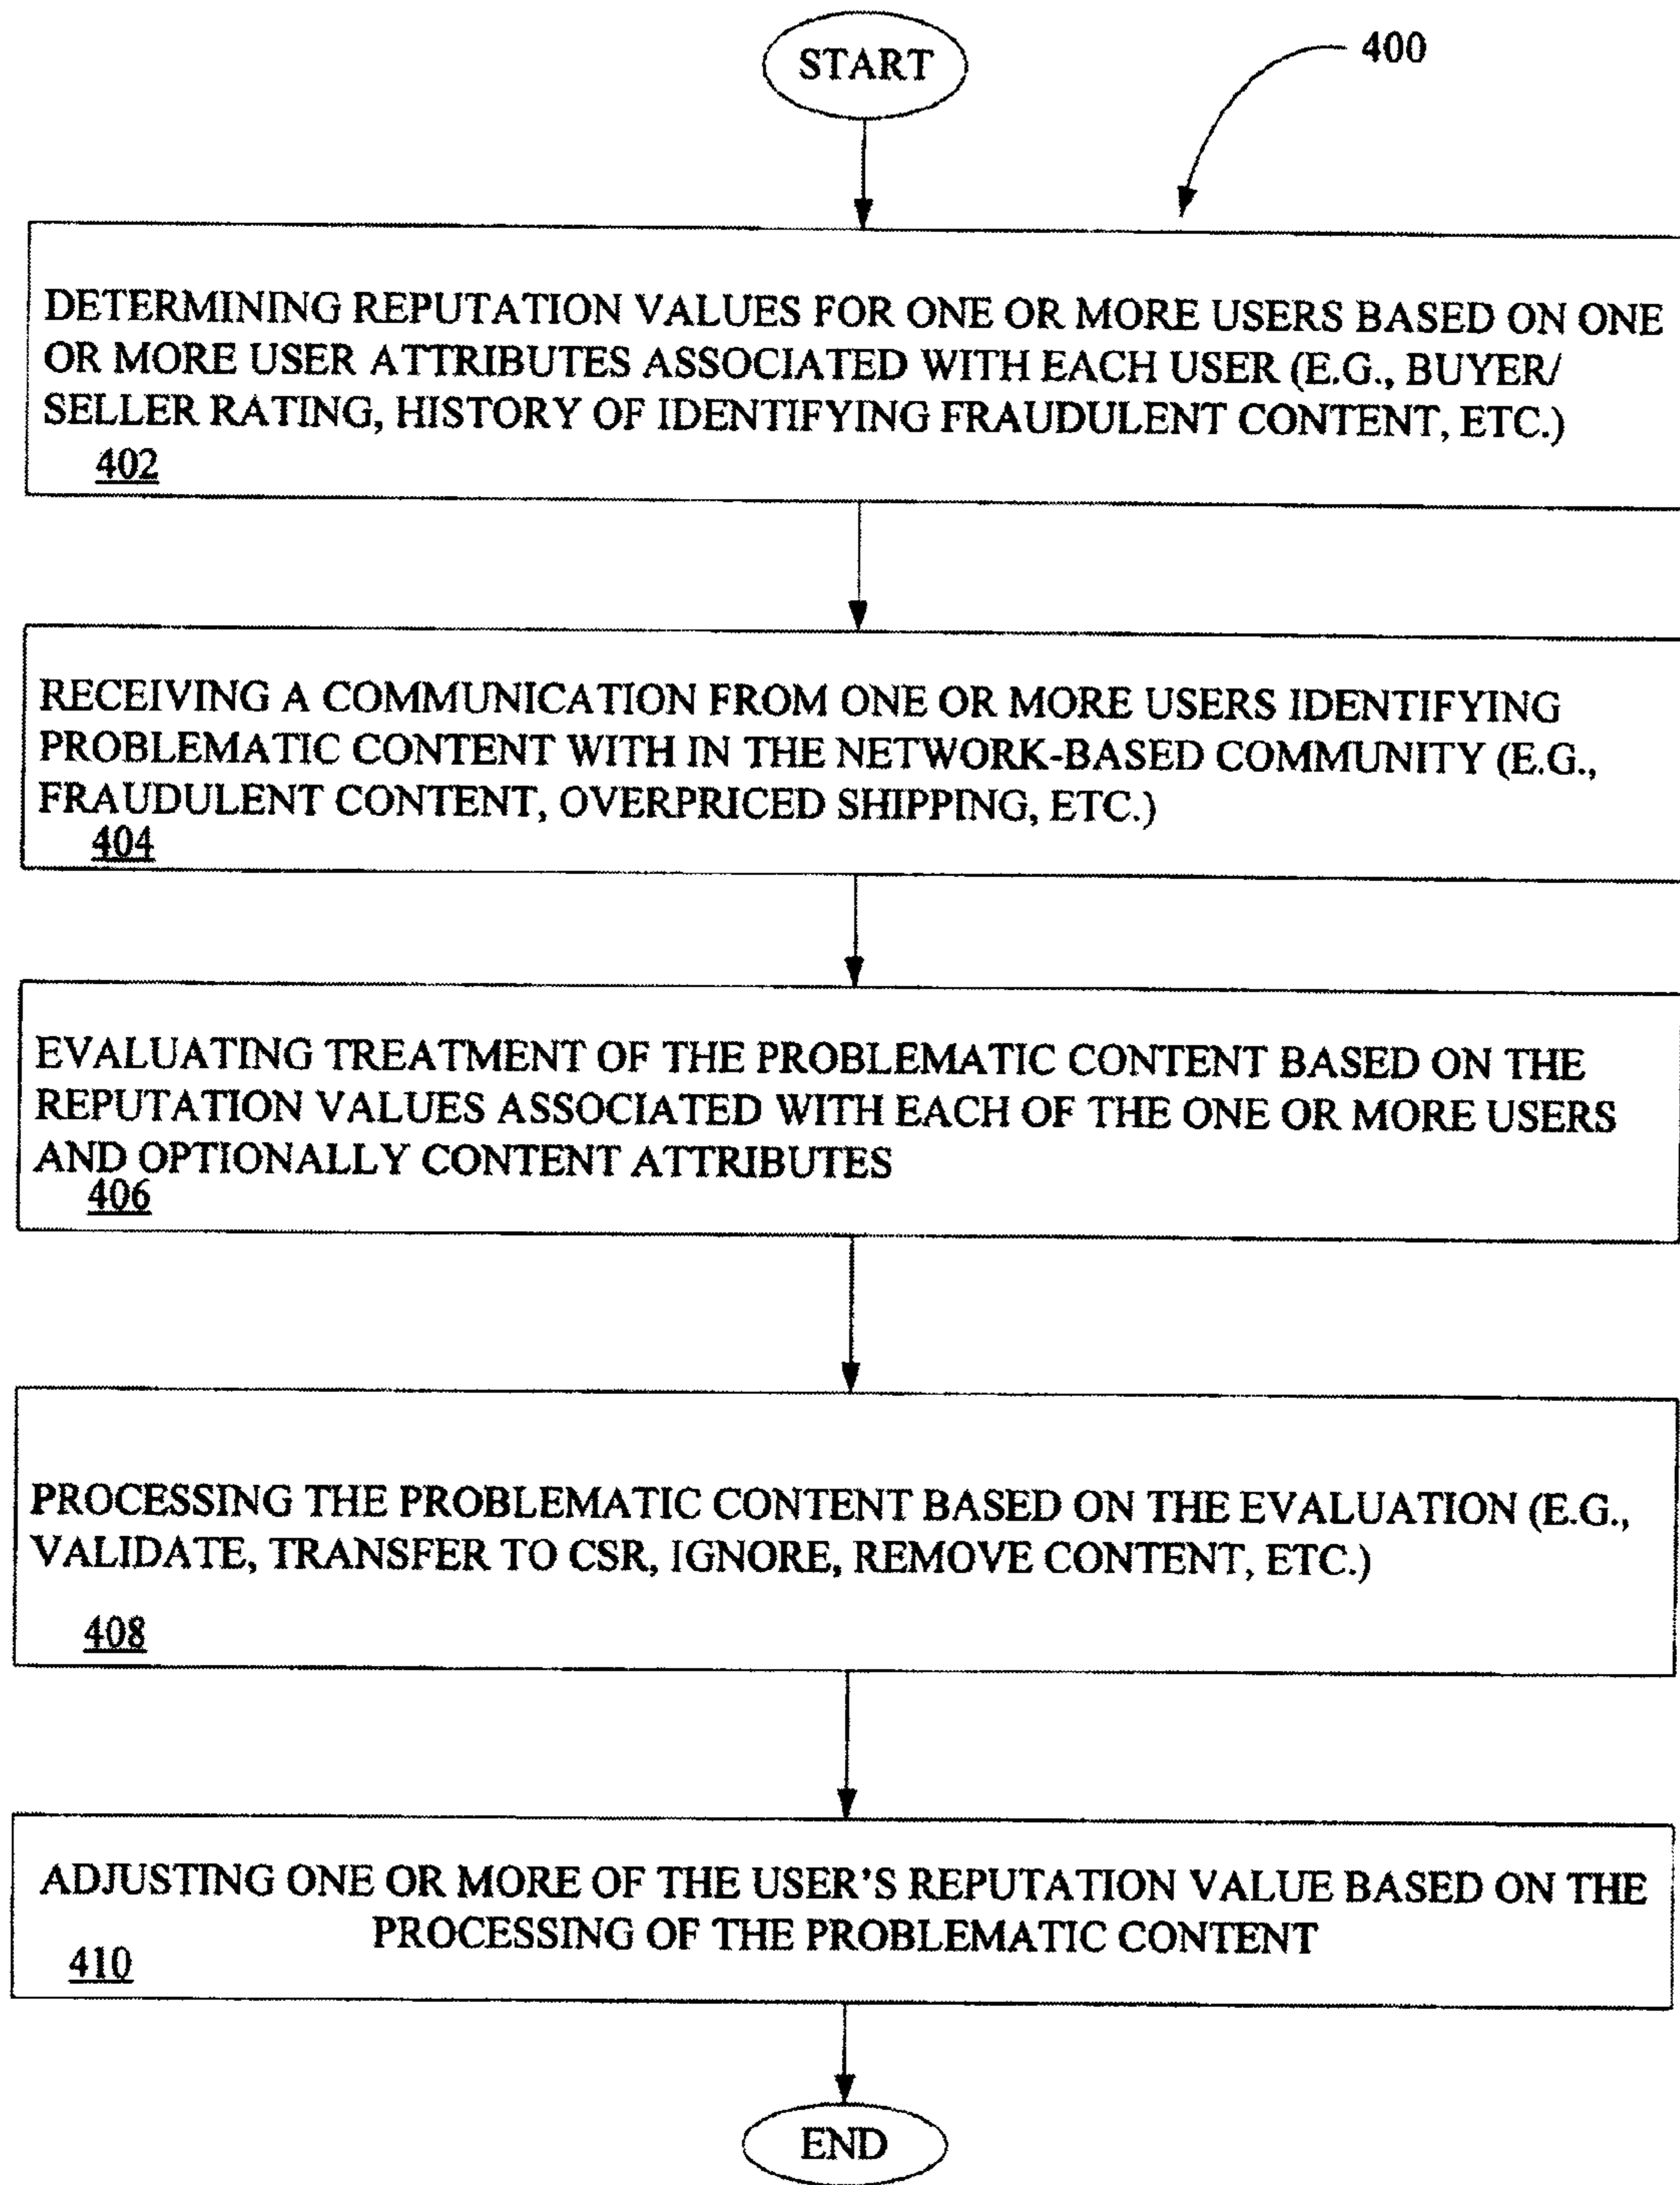 START
400
DETERMINING REPUTATION VALUES FOR ONE OR MORE USERS BASED ON ONE
OR MORE USER ATTRIBUTES ASSOCIATED WITH EACH USER (E.G., BUYER/
SELLER RATING, HISTORY OF IDENTIFYING FRAUDULENT CONTENT, ETC.)
402
RECEIVING A COMMUNICATION FROM ONE OR MORE USERS IDENTIFYING
PROBLEMATIC CONTENT WITH IN THE NETWORK-BASED COMMUNITY (E.G.,
FRAUDULENT CONTENT, OVERPRICED SHIPPING, ETC.)
404
EVALUATING TREATMENT OF THE PROBLEMATIC CONTENT BASED ON THE
REPUTATION VALUES ASSOCIATED WITH EACH OF THE ONE OR MORE USERS
AND OPTIONALLY CONTENT ATTRIBUTES
406
PROCESSING THE PROBLEMATIC CONTENT BASED ON THE EVALUATION (E.G.,
VALIDATE, TRANSFER TO CSR, IGNORE, REMOVE CONTENT, ETC.)
408
ADJUSTING ONE OR MORE OF THE USER'S REPUTATION VALUE BASED ON THE
PROCESSING OF THE PROBLEMATIC CONTENT
410
END